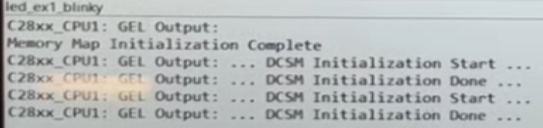 led_ex1_blinky
C28xx_CPU1: GEL Output:
Memory Map Initialization Complete
C28xx_CPU1: GEL Output: ... DCSM Initialization Start ...
C28xx_CPU1: GEL Output: ... DCSM Initialization Done ...
C28xx_CPU1: GEL Output: ... DCSM Initialization Start ...
C28xx_CPU1: GEL Output: ... DCSM Initialization Done ...